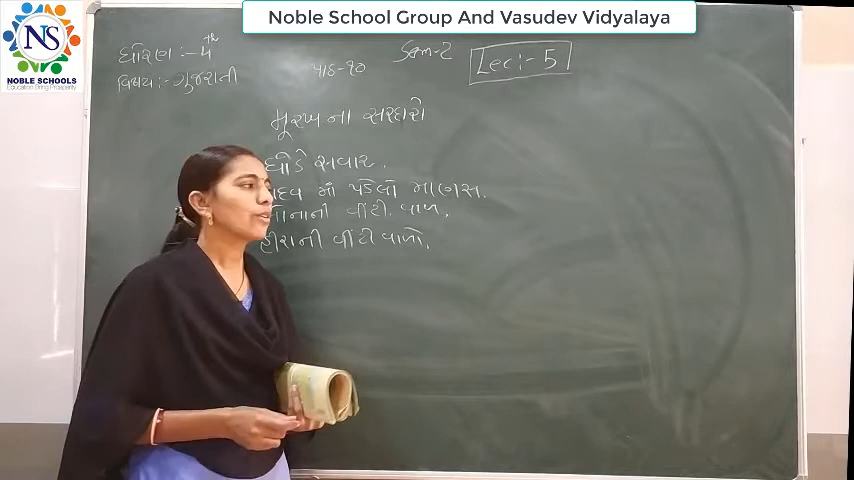 Noble School Group And Vasudev Vidyalaya
NS
NOBLE SCHOOLS
Education Bring Prosperity
ધોરણ :- 4th
વિષય :- ગુજરાતી
પાઠ-૧૦
Sem-2
Lec:- 5
મૂરખના સરદારો
ઘોડે સવાર.
માં પડેલો માણસ.
વીંટી વાળા,
હીરાની વીંટી વાળો,